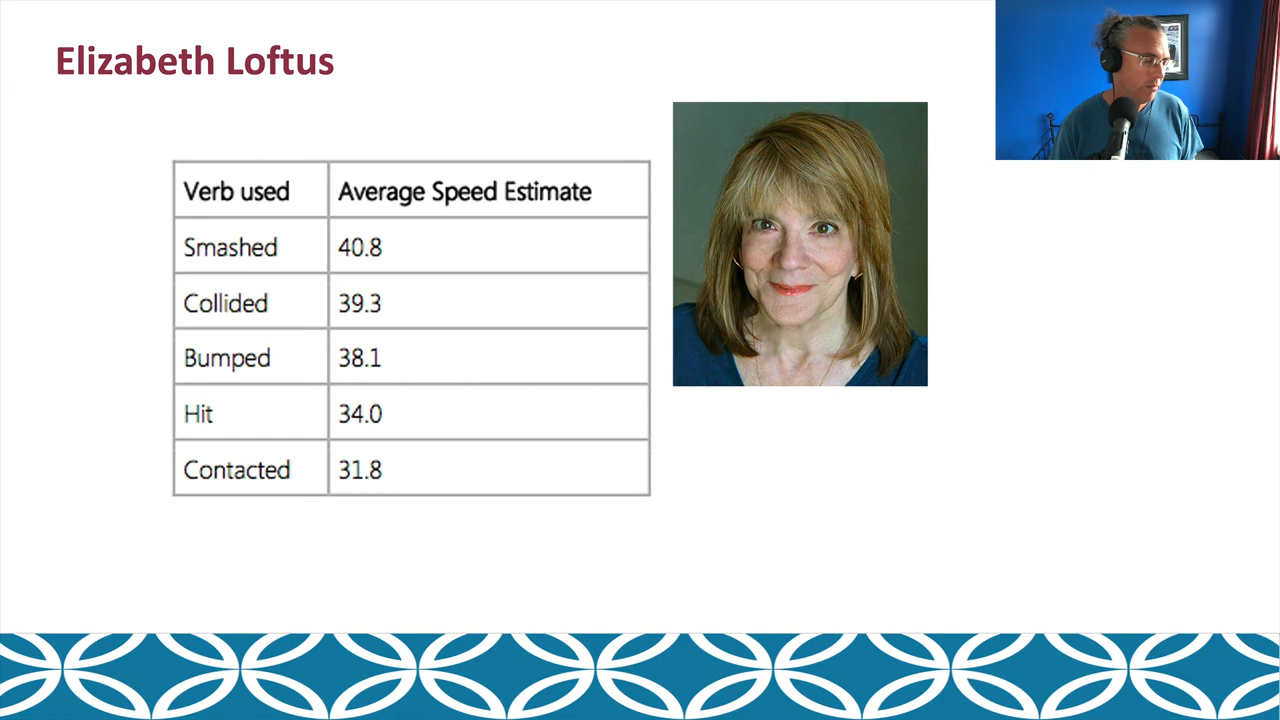 Elizabeth Loftus
Verb used Average Speed Estimate
Smashed 40.8
Collided 39.3
Bumped 38.1
Hit 34.0
Contacted 31.8